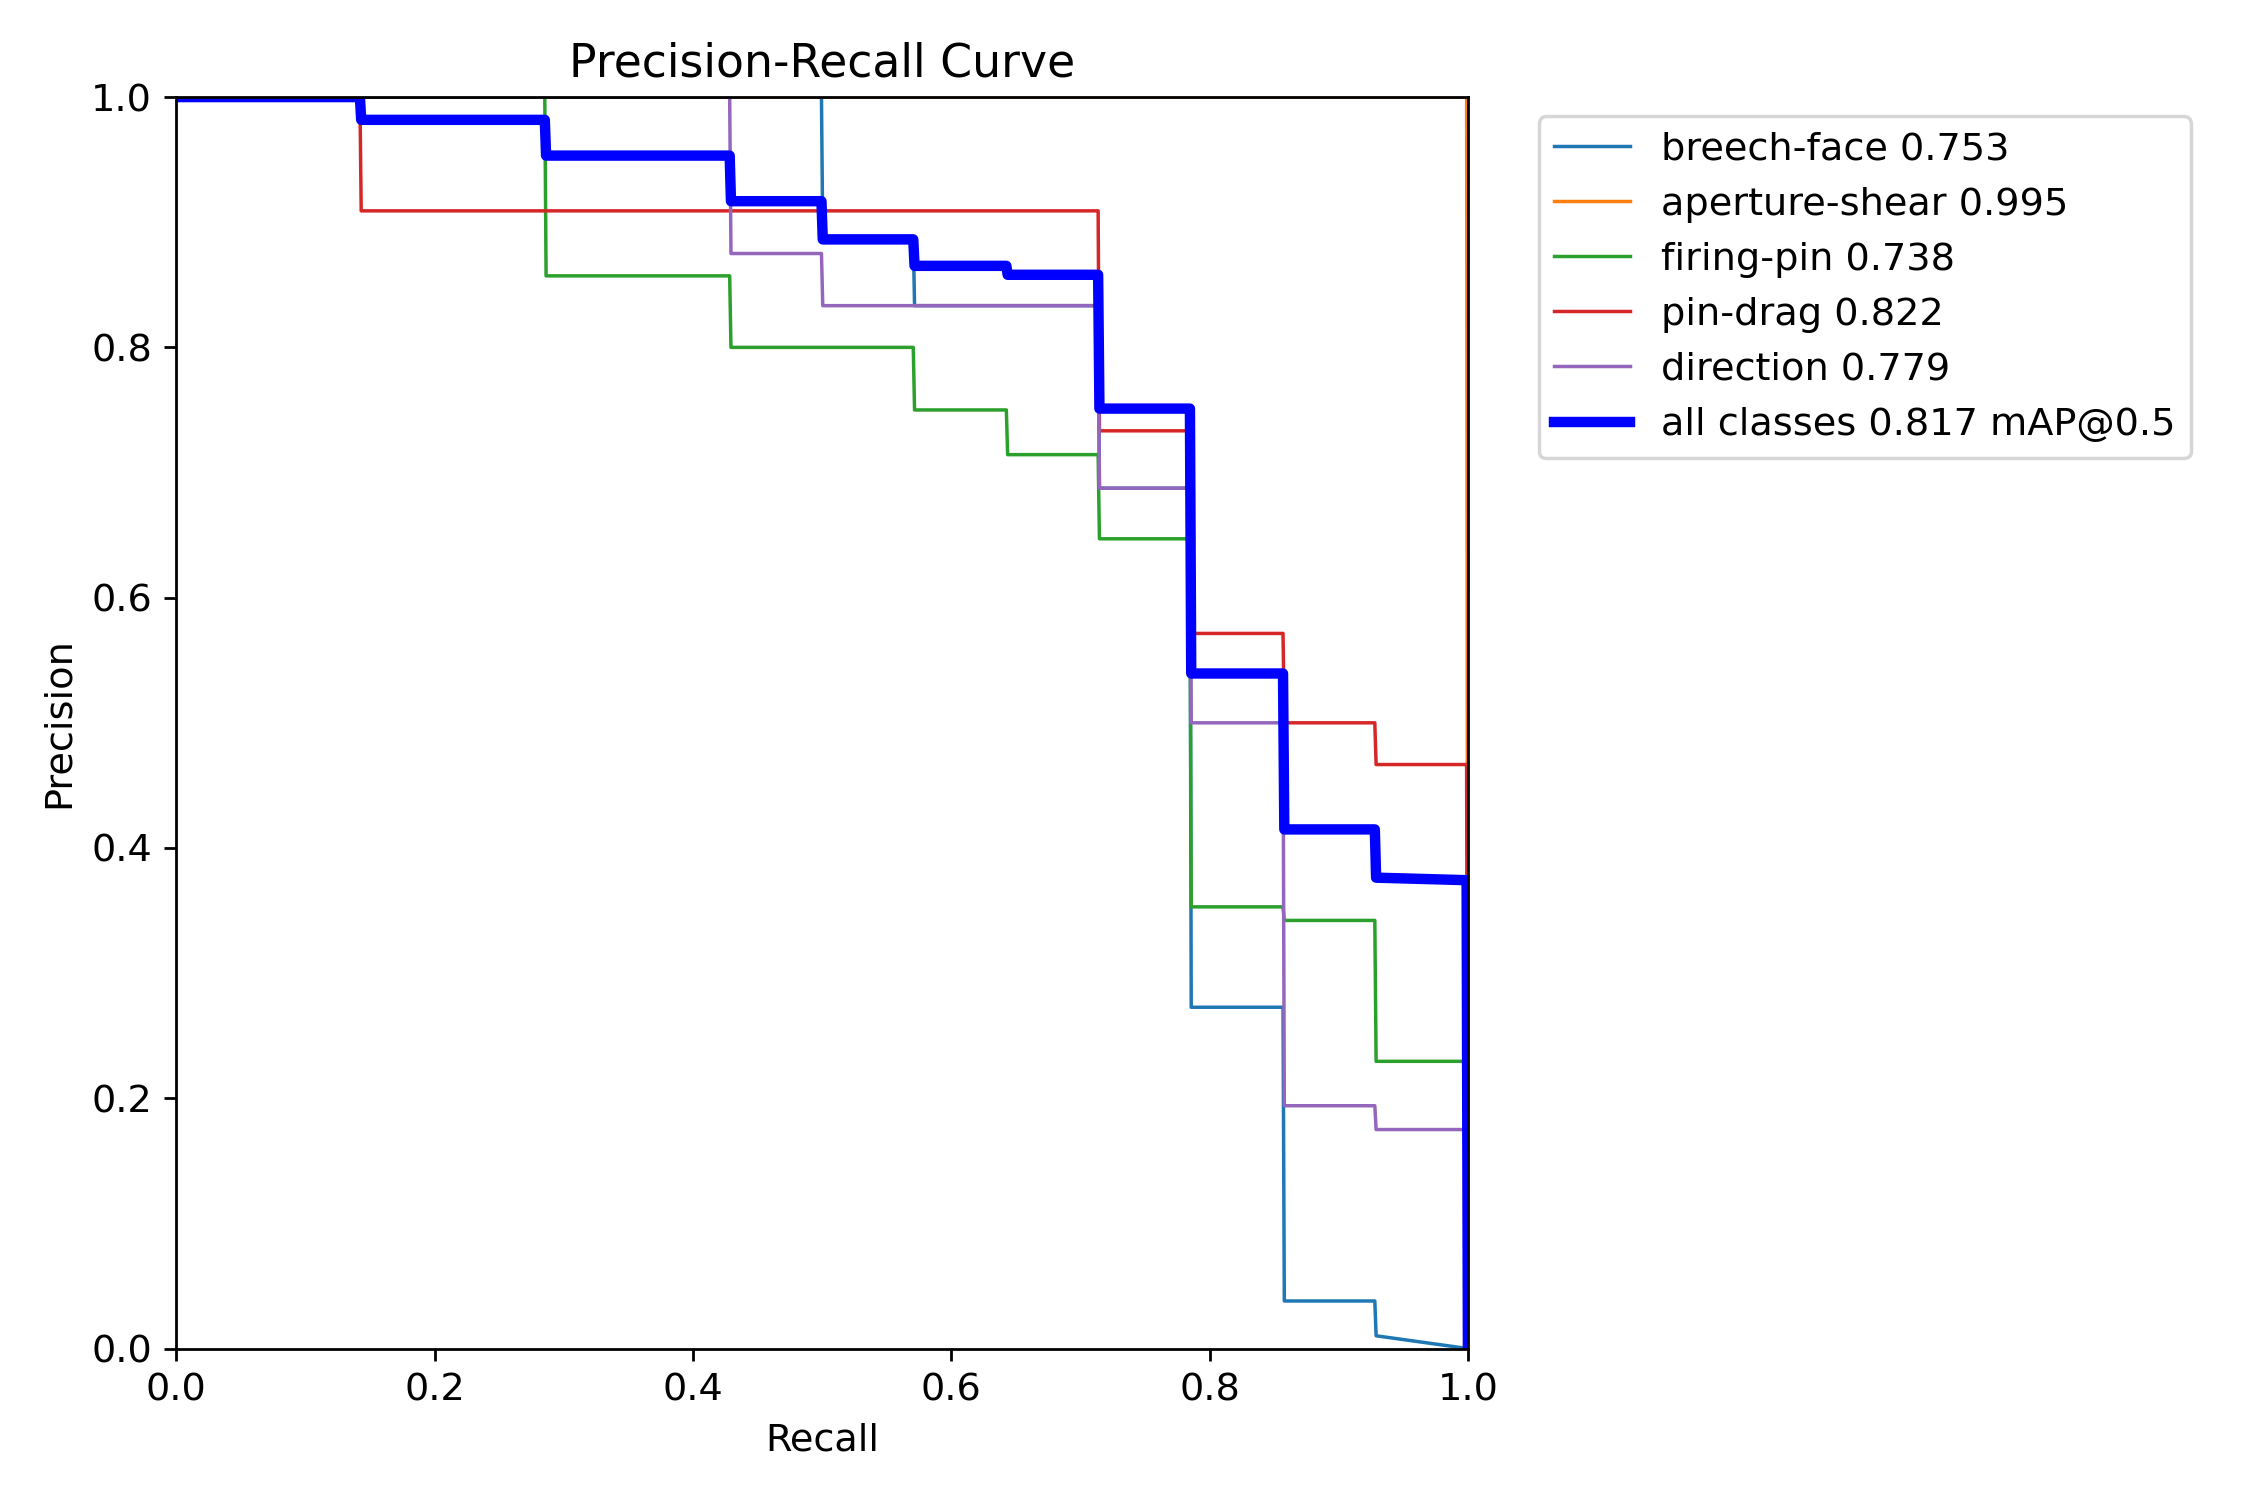 Precision-Recall Curve
1.0
0.8
0.6
0.4
0.2
0.0
Precision
0.0 0.2 0.4 0.6 0.8 1.0
Recall
breech-face 0.753
aperture-shear 0.995
firing-pin 0.738
pin-drag 0.822
direction 0.779
all classes 0.817 mAP@0.5